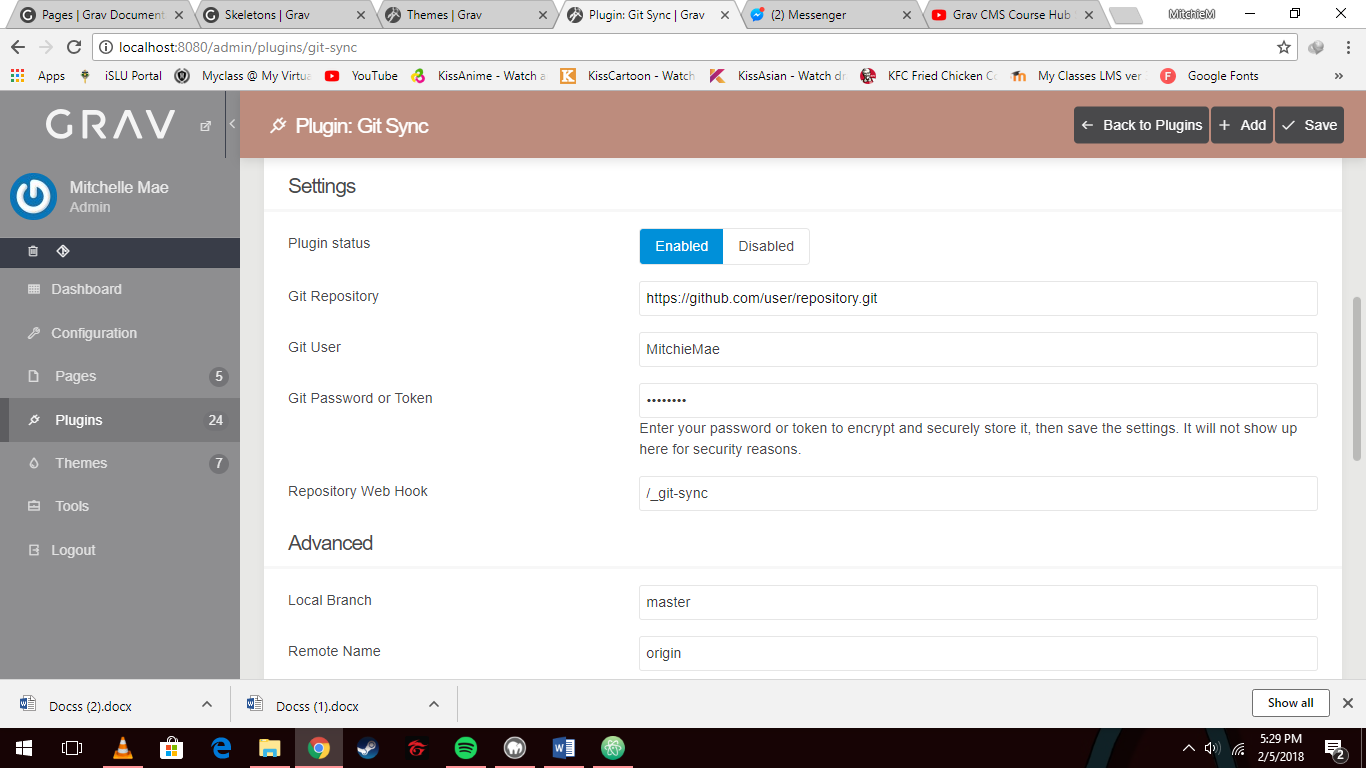 Pages | Grav Document
Skeletons | Grav
Themes | Grav
Plugin: Git Sync | Grav
(2) Messenger
Grav CMS Course Hub
MitchieM
localhost:8080/admin/plugins/git-sync
Apps
iSLU Portal
Myclass @ My Virtua
YouTube
KissAnime - Watch a
KissCartoon - Watch
KissAsian - Watch dr
KFC Fried Chicken Co
My Classes LMS ver
Google Fonts
»
GRAV
Plugin: Git Sync
Back to Plugins
+ Add
Save
Mitchelle Mae
Admin
Dashboard
Configuration
Pages 5
Plugins 24
Themes 7
Tools
Logout
Settings
Plugin status
Enabled
Disabled
Git Repository
https://github.com/user/repository.git
Git User
MitchieMae
Git Password or Token
••••••••
Enter your password or token to encrypt and securely store it, then save the settings. It will not show up
here for security reasons.
Repository Web Hook
/_git-sync
Advanced
Local Branch
master
Remote Name
origin
Docss (2).docx
Docss (1).docx
Show all
5:29 PM
2/5/2018
2